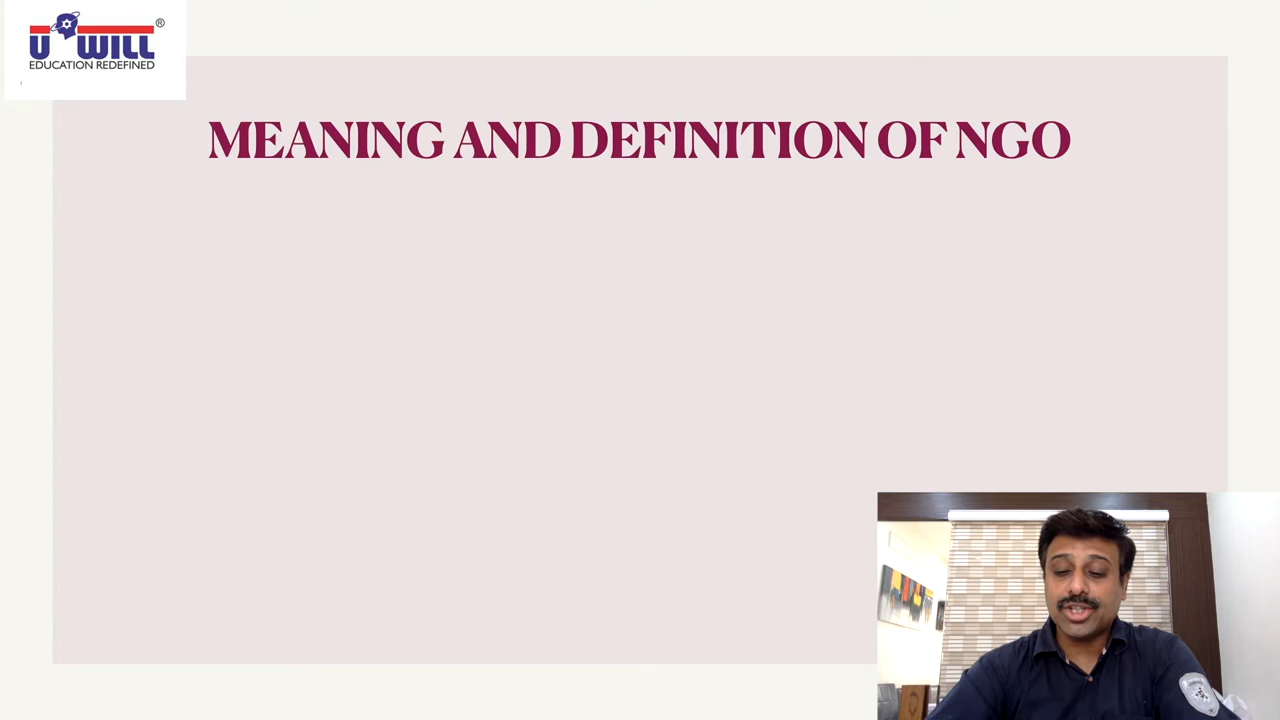 U WILL ®
EDUCATION REDEFINED
MEANING AND DEFINITION OF NGO